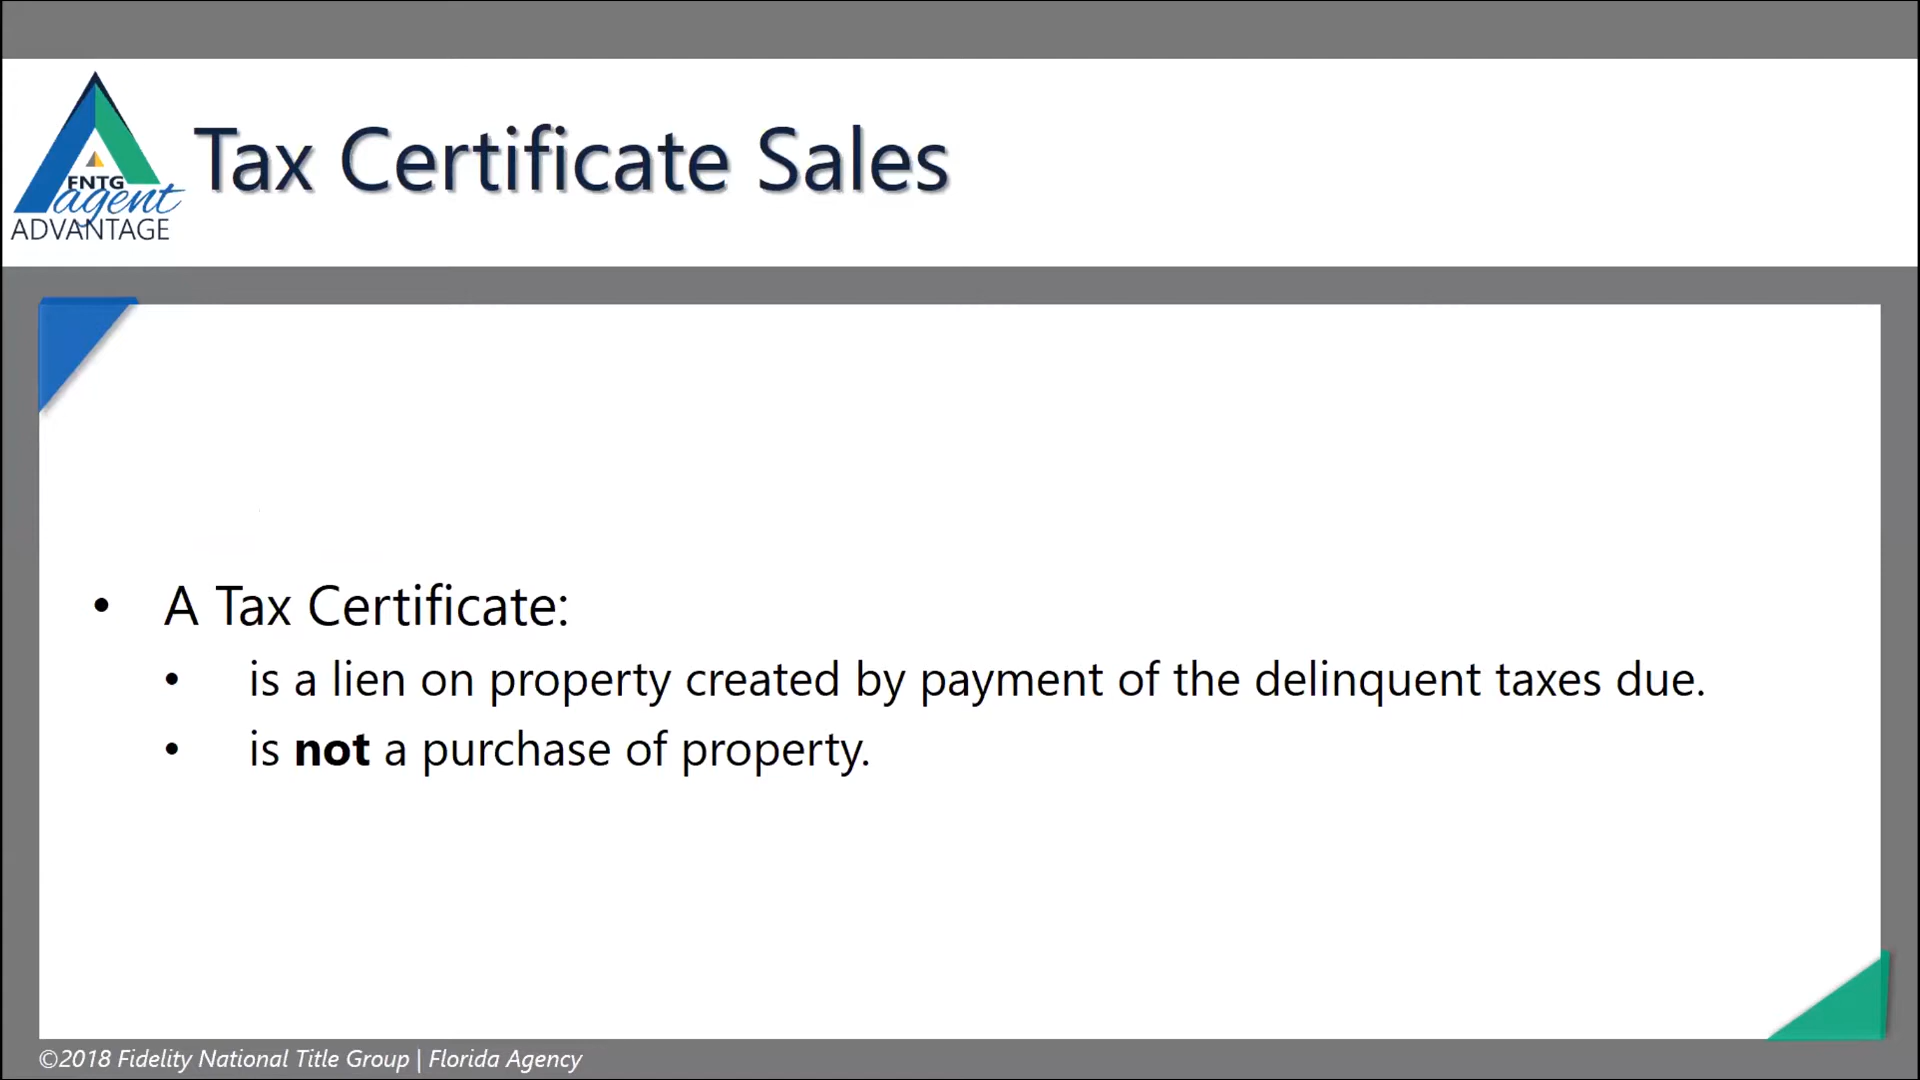 FNTG
agent
ADVANTAGE
Tax Certificate Sales
• A Tax Certificate:
• is a lien on property created by payment of the delinquent taxes due.
• is not a purchase of property.
©2018 Fidelity National Title Group | Florida Agency